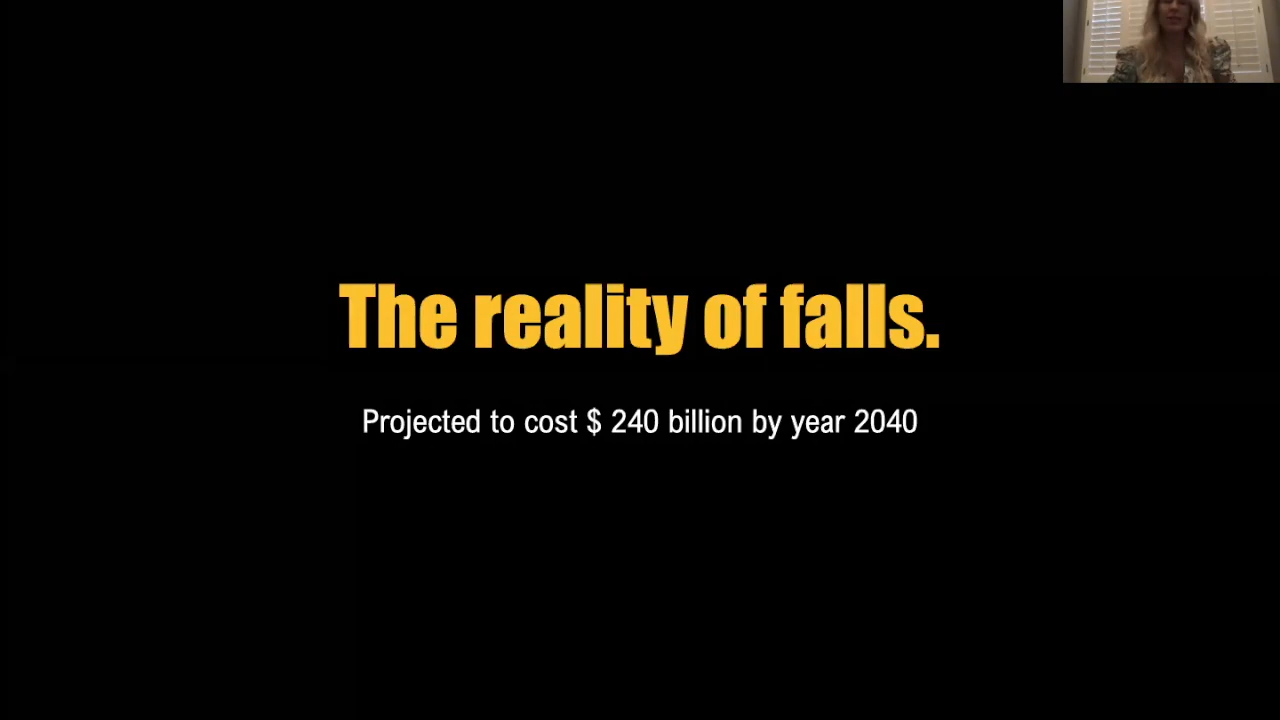 The reality of falls.
Projected to cost $ 240 billion by year 2040